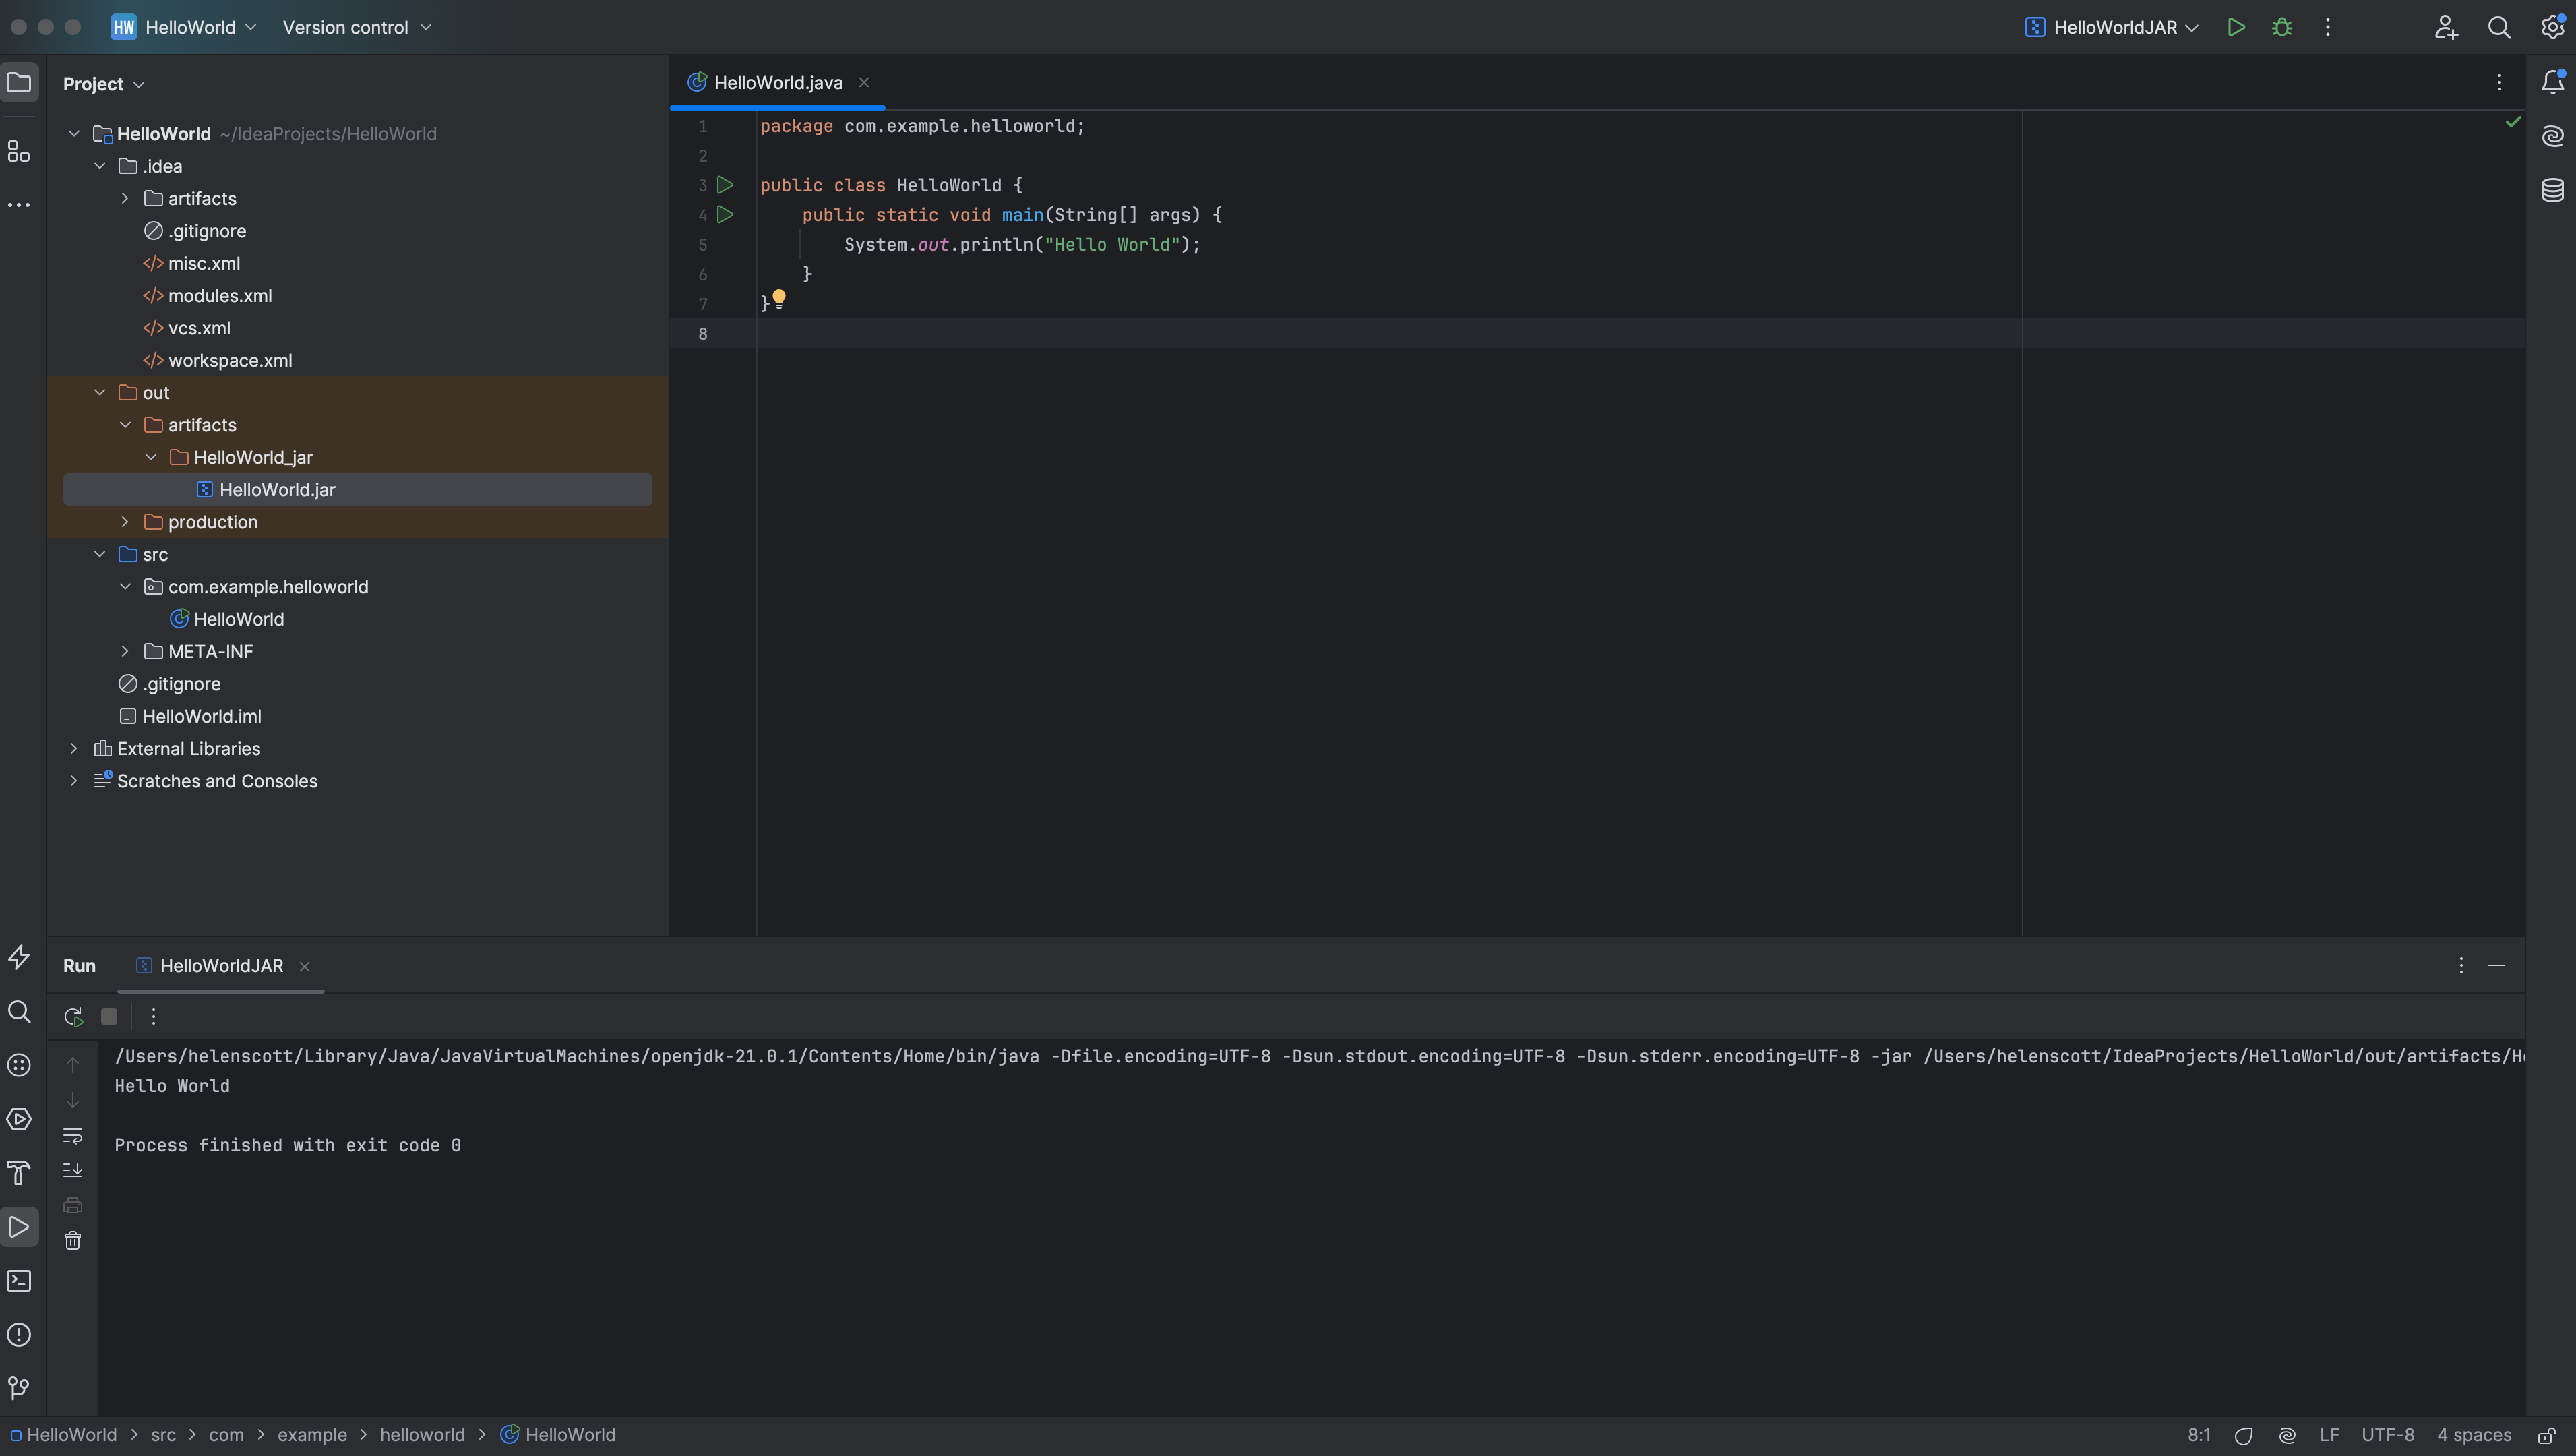 HW HelloWorld Version control HelloWorldJAR
Project
HelloWorld ~/IdeaProjects/HelloWorld
.idea
artifacts
.gitignore
misc.xml
modules.xml
vcs.xml
workspace.xml
out
artifacts
HelloWorld_jar
HelloWorld.jar
production
src
com.example.helloworld
HelloWorld
META-INF
.gitignore
HelloWorld.iml
External Libraries
Scratches and Consoles
HelloWorld.java
1 package com.example.helloworld;
2
3 public class HelloWorld {
4 public static void main(String[] args) {
5 System.out.println("Hello World");
6 }
7 }
8
Run HelloWorldJAR
/Users/helenscott/Library/Java/JavaVirtualMachines/openjdk-21.0.1/Contents/Home/bin/java -Dfile.encoding=UTF-8 -Dsun.stdout.encoding=UTF-8 -Dsun.stderr.encoding=UTF-8 -jar /Users/helenscott/IdeaProjects/HelloWorld/out/artifacts/He
Hello World
Process finished with exit code 0
HelloWorld > src > com > example > helloworld > HelloWorld 8:1 LF UTF-8 4 spaces